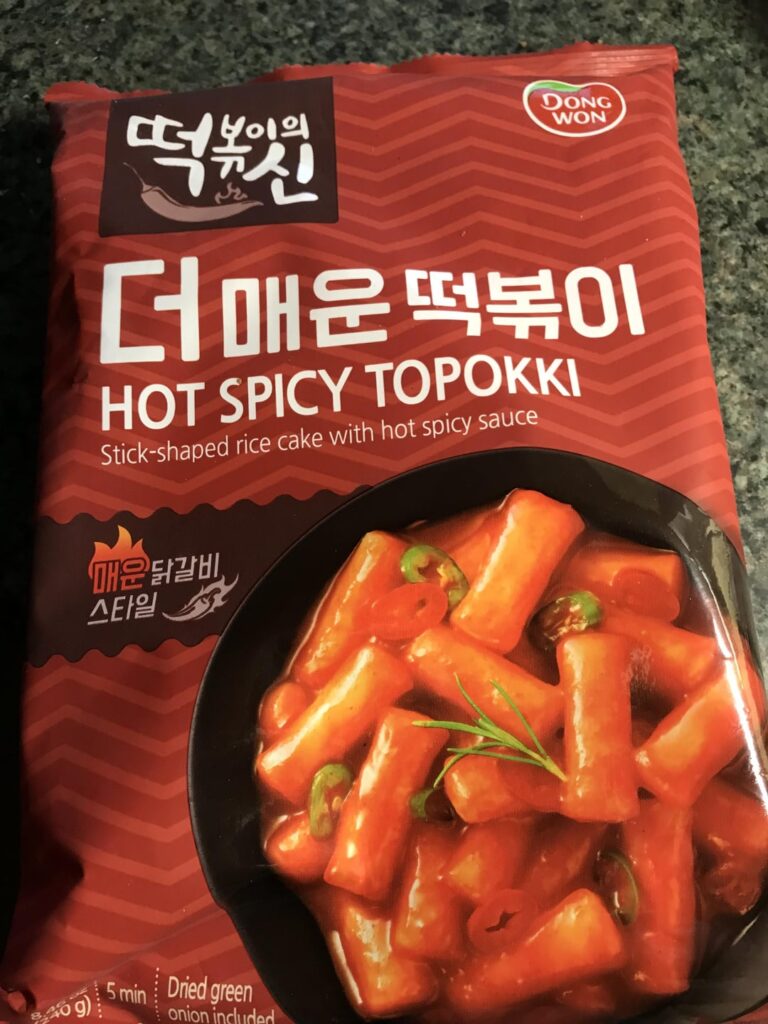 떡볶이의
신
DONG
WON
더 매운 떡볶이
HOT SPICY TOPOKKI
Stick-shaped rice cake with hot spicy sauce
매운 닭갈비
스타일
5 min
Dried green
onion included